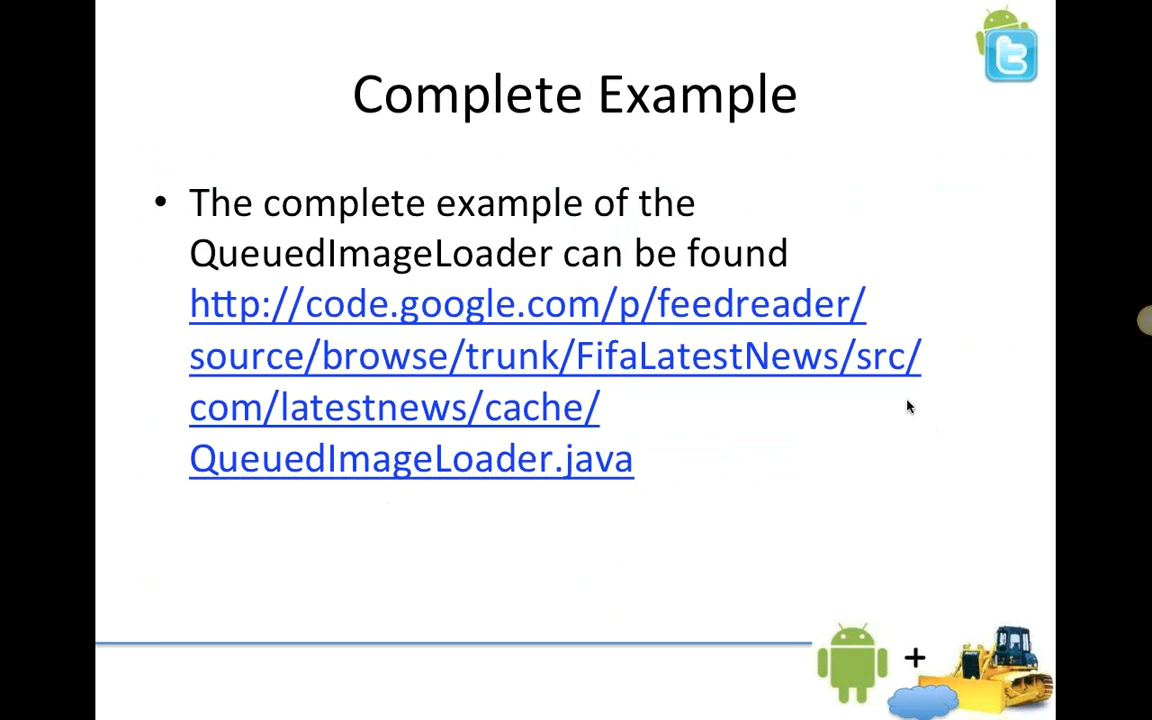 Complete Example
• The complete example of the
QueuedImageLoader can be found
http://code.google.com/p/feedreader/
source/browse/trunk/FifaLatestNews/src/
com/latestnews/cache/
QueuedImageLoader.java
+